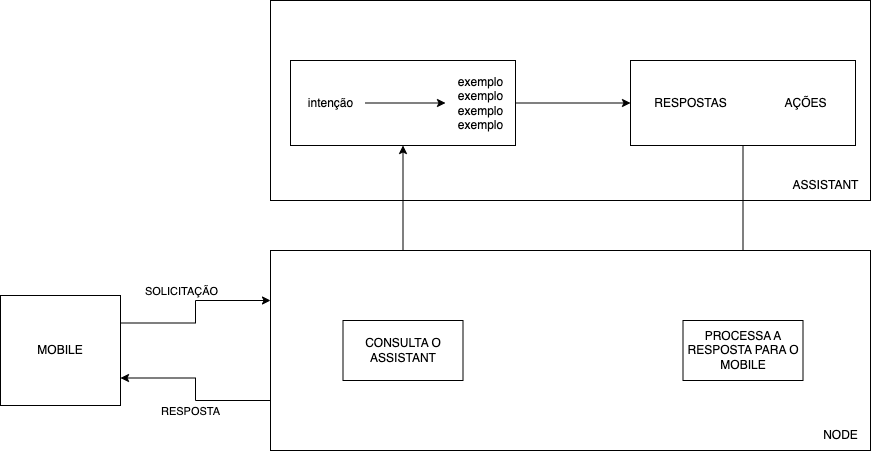 intenção
exemplo
exemplo
exemplo
exemplo
RESPOSTAS
AÇÕES
ASSISTANT
SOLICITAÇÃO
MOBILE
RESPOSTA
CONSULTA O
ASSISTANT
PROCESSA A
RESPOSTA PARA O
MOBILE
NODE